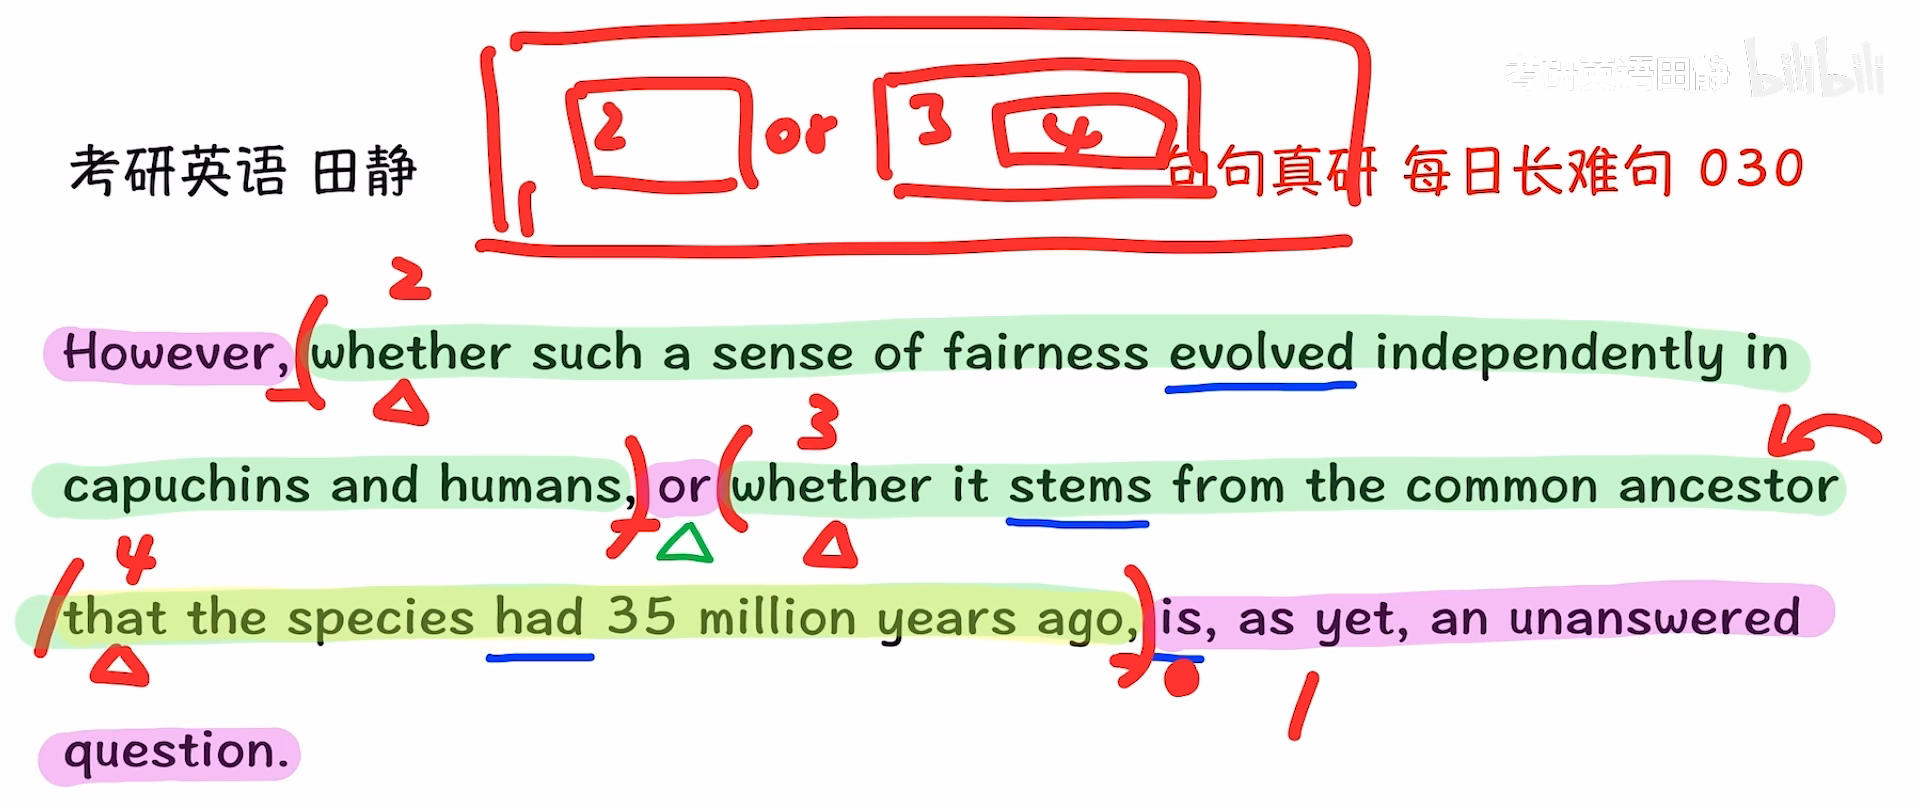 考研英语田静 bilibili
2 or 3 4
考研英语 田静 句句真研 每日长难句 030
1
2
However, (whether such a sense of fairness evolved independently in
3
capuchins and humans,) or (whether it stems from the common ancestor
4
(that the species had 35 million years ago,) is, as yet, an unanswered
1
question.